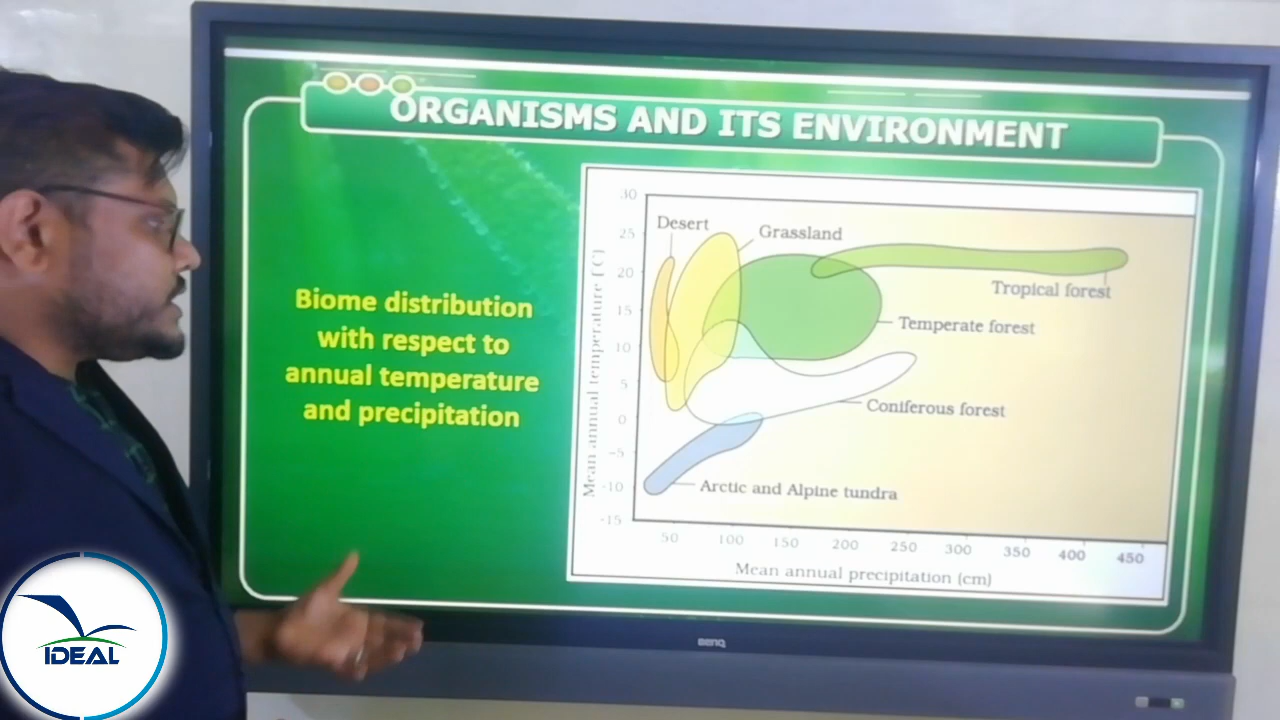 ORGANISMS AND ITS ENVIRONMENT
Biome distribution
with respect to
annual temperature
and precipitation
Mean annual temperature (°C)
30
25
20
15
10
5
0
-5
-10
-15
Desert
Grassland
Tropical forest
Temperate forest
Coniferous forest
Arctic and Alpine tundra
50 100 150 200 250 300 350 400 450
Mean annual precipitation (cm)
BenQ
IDEAL